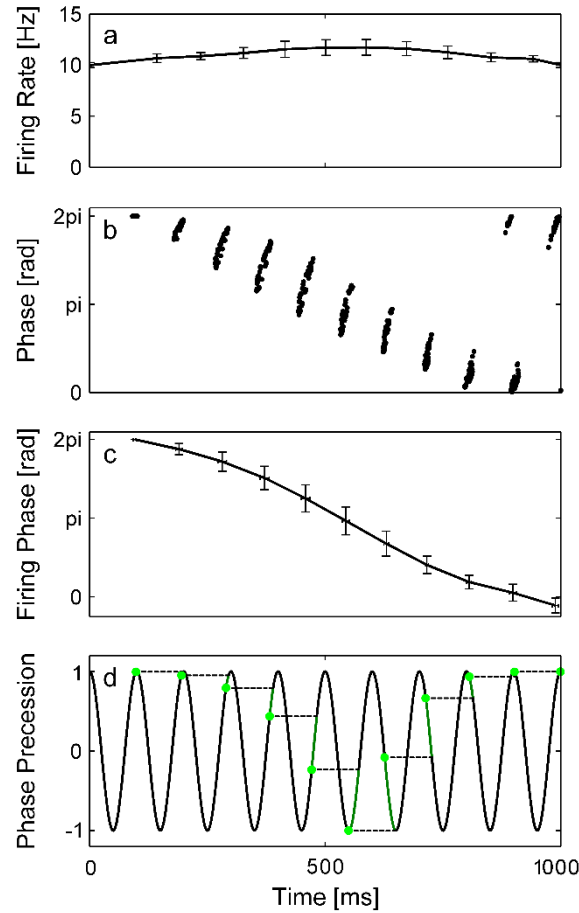 15
10
5
0
Firing Rate [Hz]
a
2pi
pi
0
Phase [rad]
b
2pi
pi
0
Firing Phase [rad]
c
1
0
-1
Phase Precession
d
0
500
1000
Time [ms]